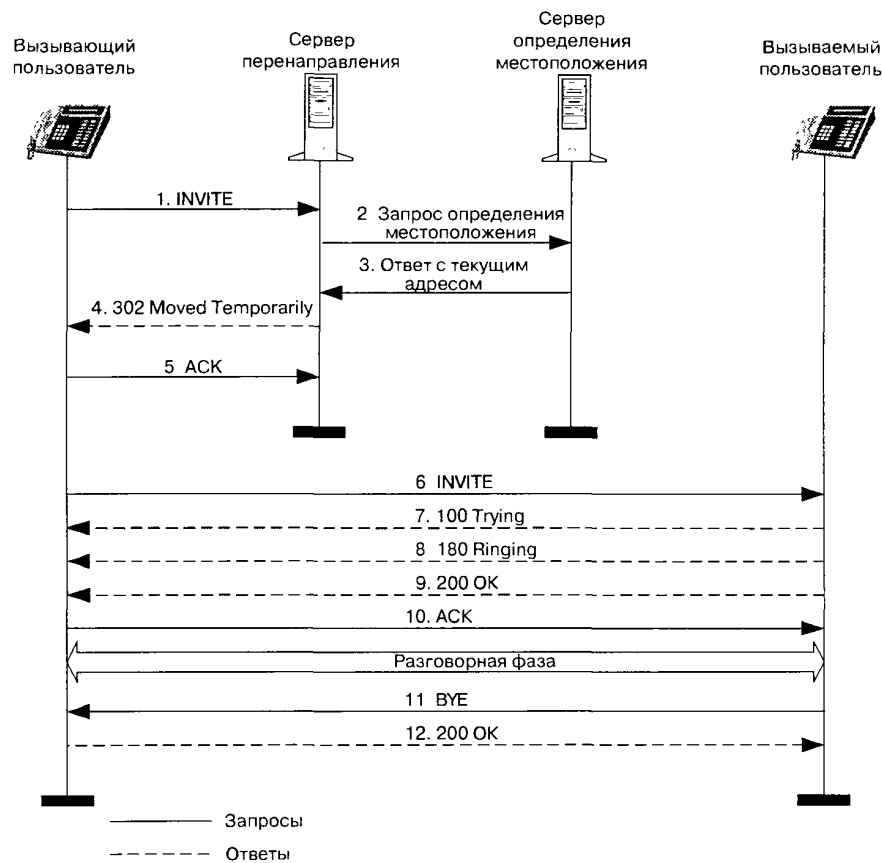 Вызывающий
пользователь
Сервер
перенаправления
Сервер
определения
местоположения
Вызываемый
пользователь
1. INVITE
2 Запрос определения
местоположения
3. Ответ с текущим
адресом
4. 302 Moved Temporarily
5 ACK
6 INVITE
7. 100 Trying
8 180 Ringing
9. 200 OK
10. ACK
Разговорная фаза
11 BYE
12. 200 OK
Запросы
Ответы